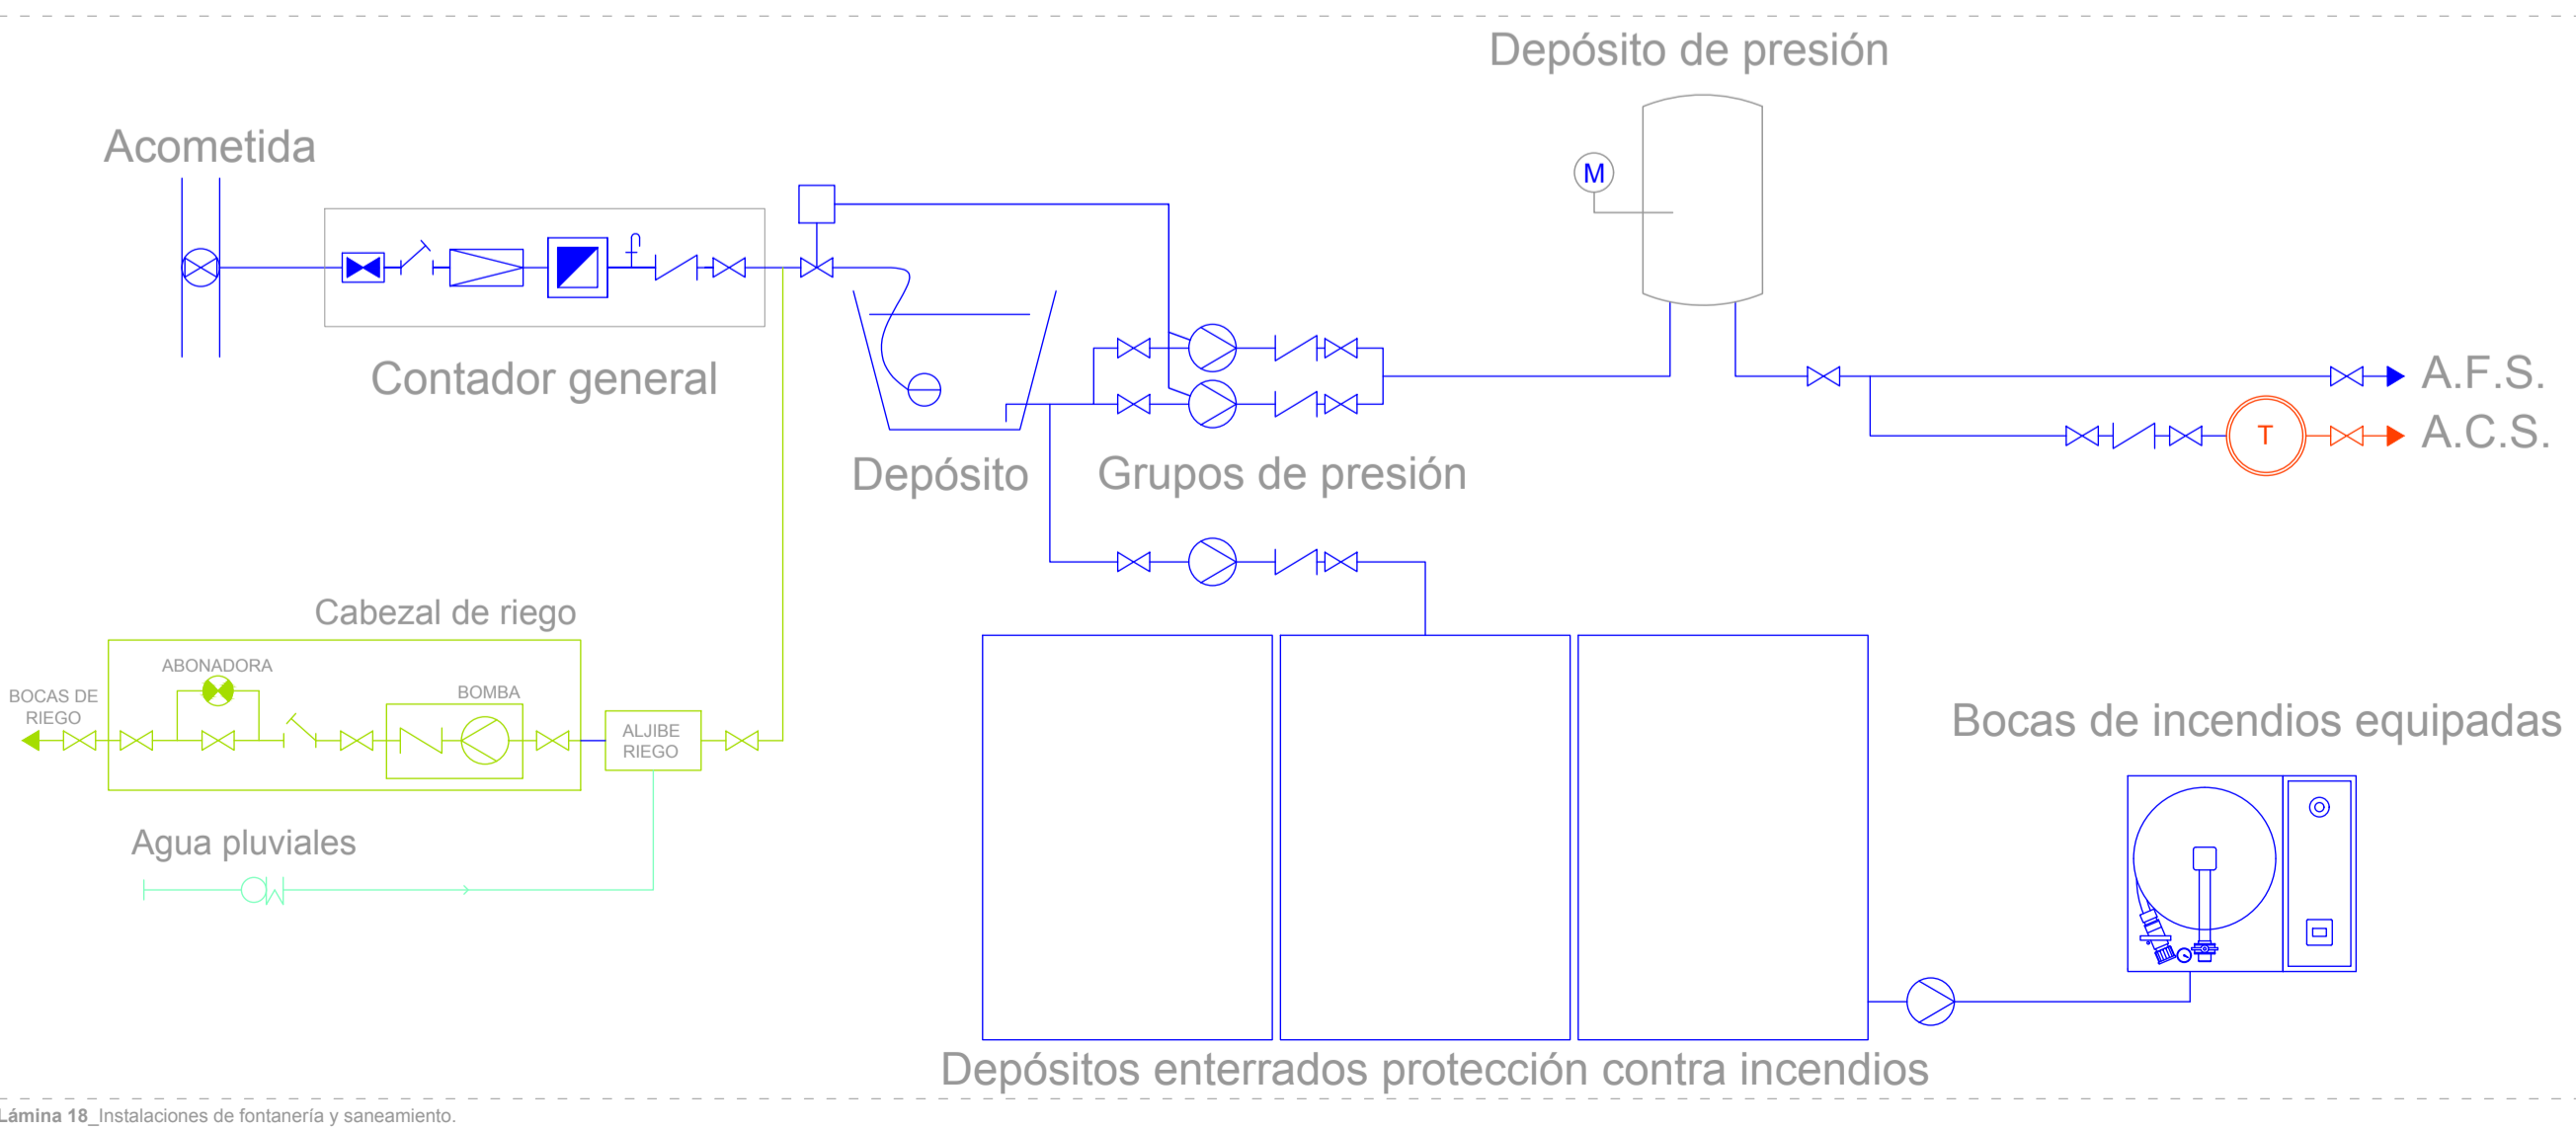 Depósito de presión
Acometida
M
Contador general
A.F.S.
T
A.C.S.
Depósito
Grupos de presión
Cabezal de riego
ABONADORA
BOMBA
BOCAS DE
RIEGO
ALJIBE
RIEGO
Bocas de incendios equipadas
Agua pluviales
Depósitos enterrados protección contra incendios
Lámina 18_Instalaciones de fontanería y saneamiento.